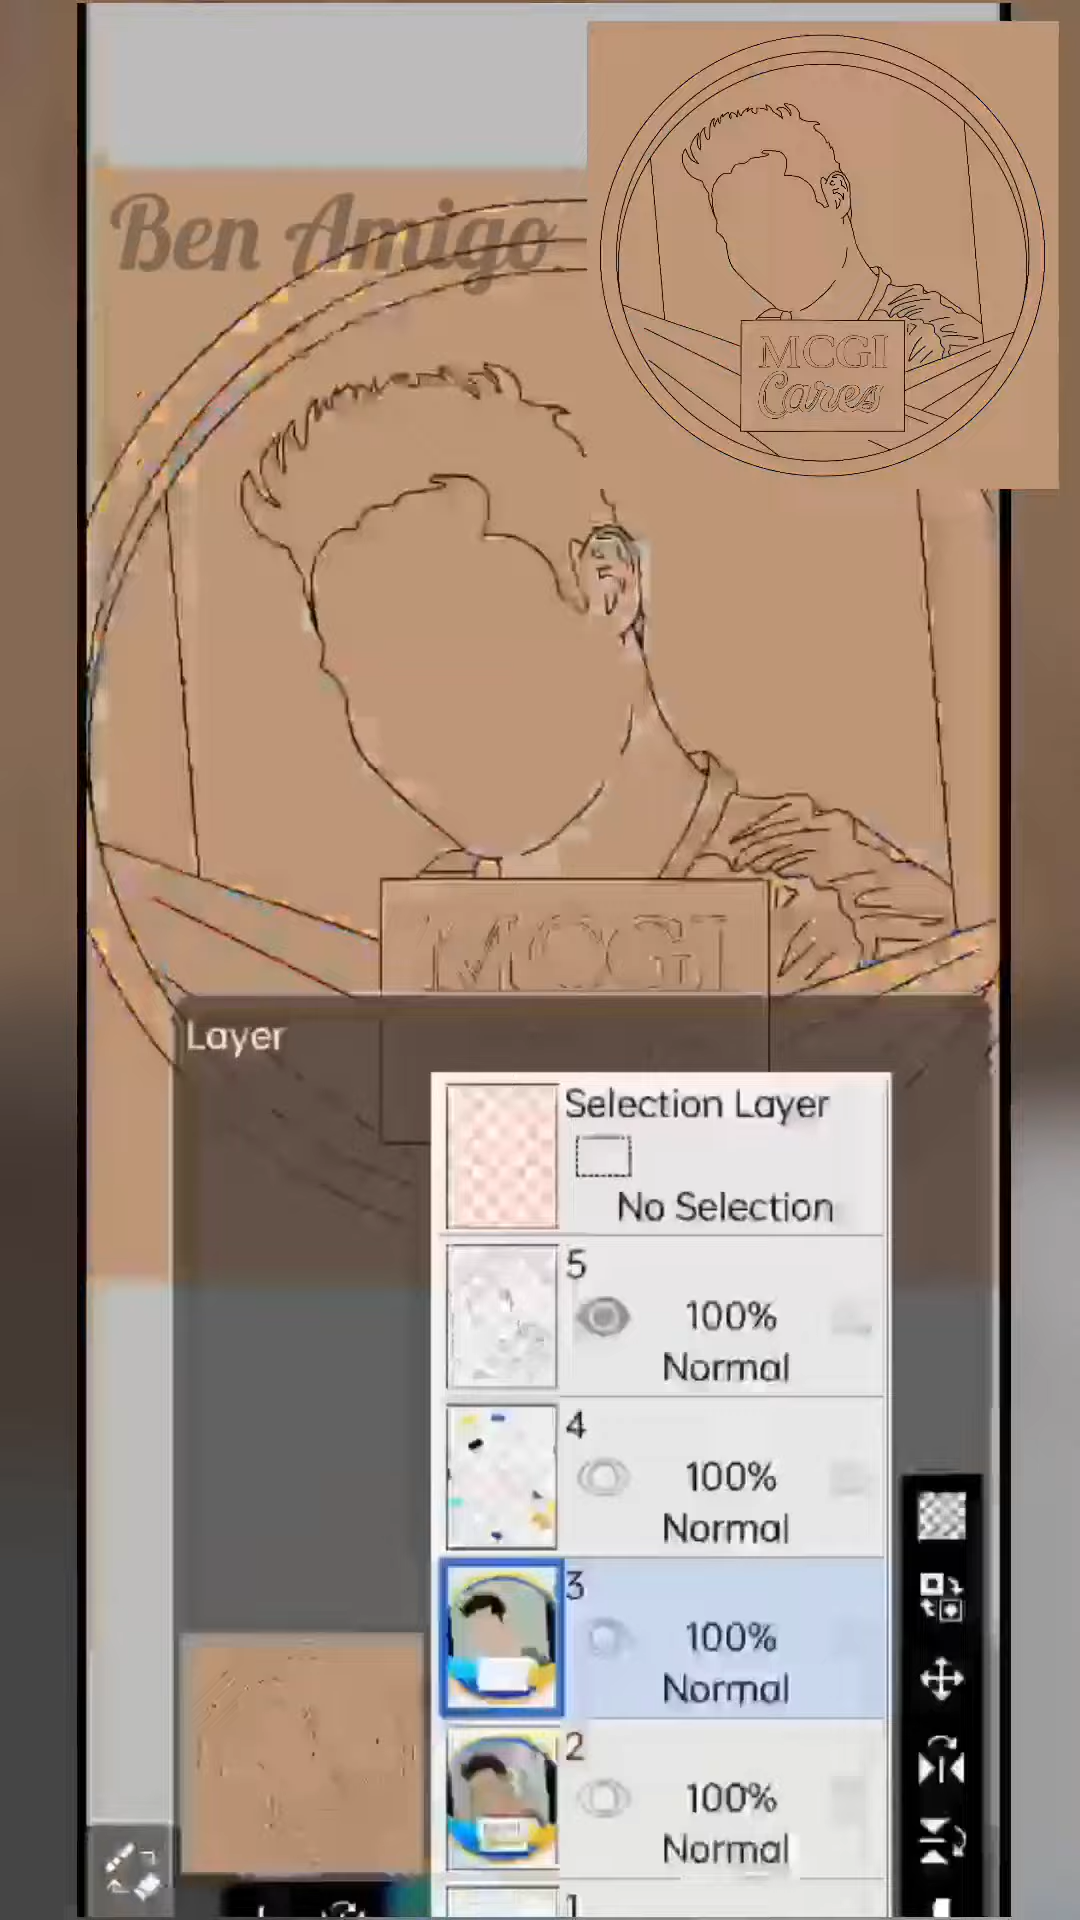 Ben Amigo
MCGI
Cares
MCGI
Layer
Selection Layer
No Selection
5
100%
Normal
4
100%
Normal
3
100%
Normal
2
100%
Normal
1